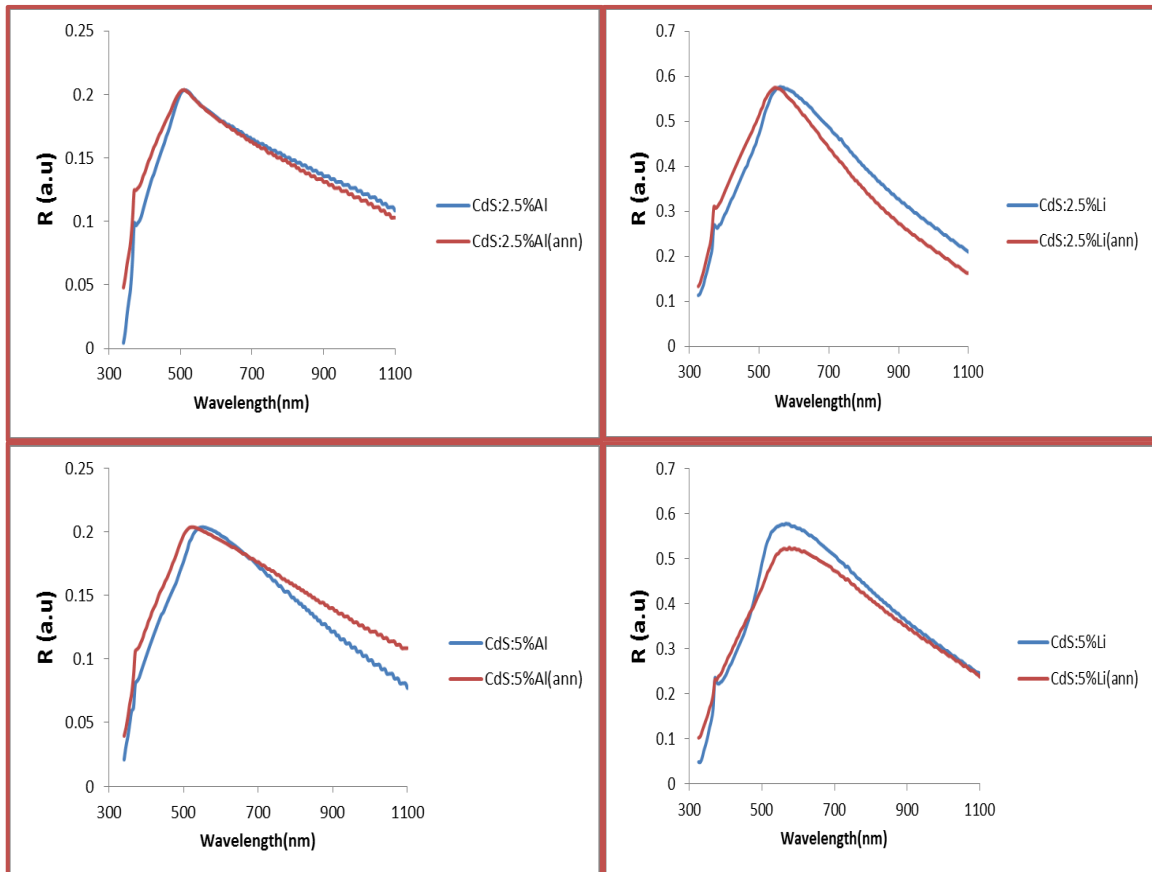 0.25
0.2
0.15
0.1
0.05
0
R (a.u)
300 500 700 900 1100
Wavelength(nm)
CdS:2.5%Al
CdS:2.5%Al(ann)
0.7
0.6
0.5
0.4
0.3
0.2
0.1
0
R (a.u)
300 500 700 900 1100
Wavelength(nm)
CdS:2.5%Li
CdS:2.5%Li(ann)
0.25
0.2
0.15
0.1
0.05
0
R (a.u)
300 500 700 900 1100
Wavelength(nm)
CdS:5%Al
CdS:5%Al(ann)
0.7
0.6
0.5
0.4
0.3
0.2
0.1
0
R (a.u)
300 500 700 900 1100
Wavelength(nm)
CdS:5%Li
CdS:5%Li(ann)